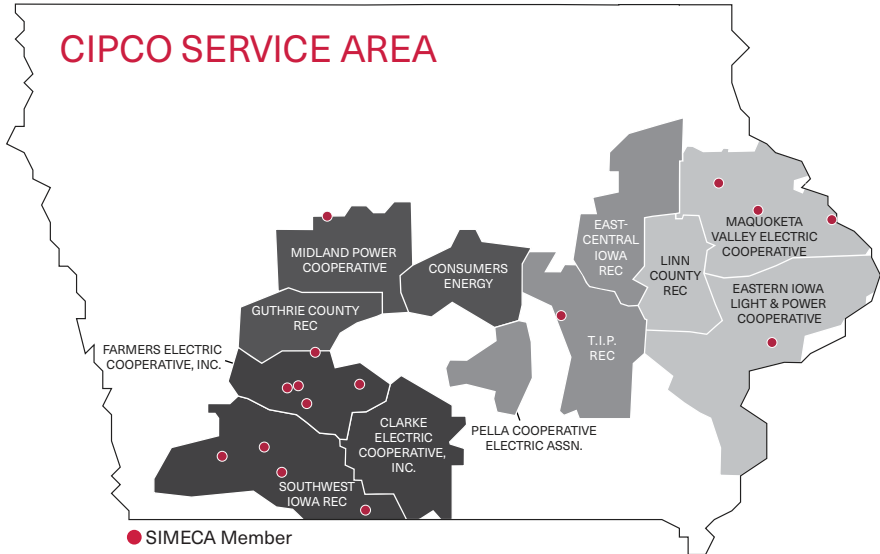 CIPCO SERVICE AREA
MIDLAND POWER
COOPERATIVE
CONSUMERS
ENERGY
EAST-
CENTRAL
IOWA
REC
LINN
COUNTY
REC
MAQUOKETA
VALLEY ELECTRIC
COOPERATIVE
EASTERN IOWA
LIGHT & POWER
COOPERATIVE
GUTHRIE COUNTY
REC
T.I.P.
REC
FARMERS ELECTRIC
COOPERATIVE, INC.
CLARKE
ELECTRIC
COOPERATIVE,
INC.
PELLA COOPERATIVE
ELECTRIC ASSN.
SOUTHWEST
IOWA REC
SIMECA Member